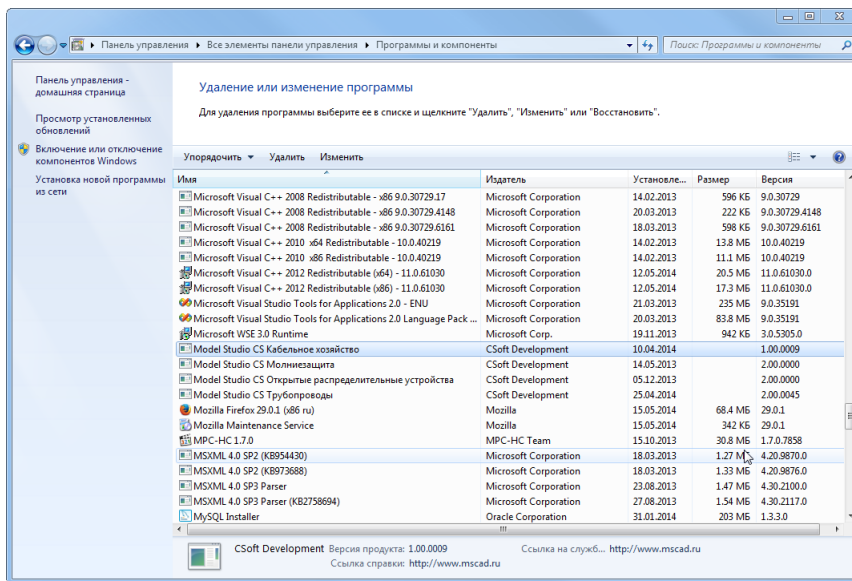 Панель управления ▸ Все элементы панели управления ▸ Программы и компоненты
Поиск: Программы и компоненты
Панель управления - домашняя страница
Просмотр установленных обновлений
Включение или отключение компонентов Windows
Установка новой программы из сети
Удаление или изменение программы
Для удаления программы выберите ее в списке и щелкните "Удалить", "Изменить" или "Восстановить".
Упорядочить Удалить Изменить
Имя Издатель Установле... Размер Версия
Microsoft Visual C++ 2008 Redistributable - x86 9.0.30729.17 Microsoft Corporation 14.02.2013 596 КБ 9.0.30729
Microsoft Visual C++ 2008 Redistributable - x86 9.0.30729.4148 Microsoft Corporation 20.03.2013 222 КБ 9.0.30729.4148
Microsoft Visual C++ 2008 Redistributable - x86 9.0.30729.6161 Microsoft Corporation 18.03.2013 598 КБ 9.0.30729.6161
Microsoft Visual C++ 2010 x64 Redistributable - 10.0.40219 Microsoft Corporation 14.02.2013 13.8 МБ 10.0.40219
Microsoft Visual C++ 2010 x86 Redistributable - 10.0.40219 Microsoft Corporation 14.02.2013 11.1 МБ 10.0.40219
Microsoft Visual C++ 2012 Redistributable (x64) - 11.0.61030 Microsoft Corporation 12.05.2014 20.5 МБ 11.0.61030.0
Microsoft Visual C++ 2012 Redistributable (x86) - 11.0.61030 Microsoft Corporation 12.05.2014 17.3 МБ 11.0.61030.0
Microsoft Visual Studio Tools for Applications 2.0 - ENU Microsoft Corporation 21.03.2013 235 МБ 9.0.35191
Microsoft Visual Studio Tools for Applications 2.0 Language Pack ... Microsoft Corporation 20.03.2013 83.8 МБ 9.0.35191
Microsoft WSE 3.0 Runtime Microsoft Corp. 19.11.2013 942 КБ 3.0.5305.0
Model Studio CS Кабельное хозяйство CSoft Development 10.04.2014 1.00.0009
Model Studio CS Молниезащита CSoft Development 14.05.2013 2.00.0000
Model Studio CS Открытые распределительные устройства CSoft Development 05.12.2013 2.00.0000
Model Studio CS Трубопроводы CSoft Development 25.04.2014 2.00.0045
Mozilla Firefox 29.0.1 (x86 ru) Mozilla 15.05.2014 68.4 МБ 29.0.1
Mozilla Maintenance Service Mozilla 15.05.2014 342 КБ 29.0.1
MPC-HC 1.7.0 MPC-HC Team 15.10.2013 30.8 МБ 1.7.0.7858
MSXML 4.0 SP2 (KB954430) Microsoft Corporation 18.03.2013 1.27 МБ 4.20.9870.0
MSXML 4.0 SP2 (KB973688) Microsoft Corporation 18.03.2013 1.33 МБ 4.20.9876.0
MSXML 4.0 SP3 Parser Microsoft Corporation 23.08.2013 1.47 МБ 4.30.2100.0
MSXML 4.0 SP3 Parser (KB2758694) Microsoft Corporation 27.08.2013 1.54 МБ 4.30.2117.0
MySQL Installer Oracle Corporation 31.01.2014 203 МБ 1.3.3.0
CSoft Development Версия продукта: 1.00.0009 Ссылка на служб... http://www.mscad.ru
Ссылка справки: http://www.mscad.ru